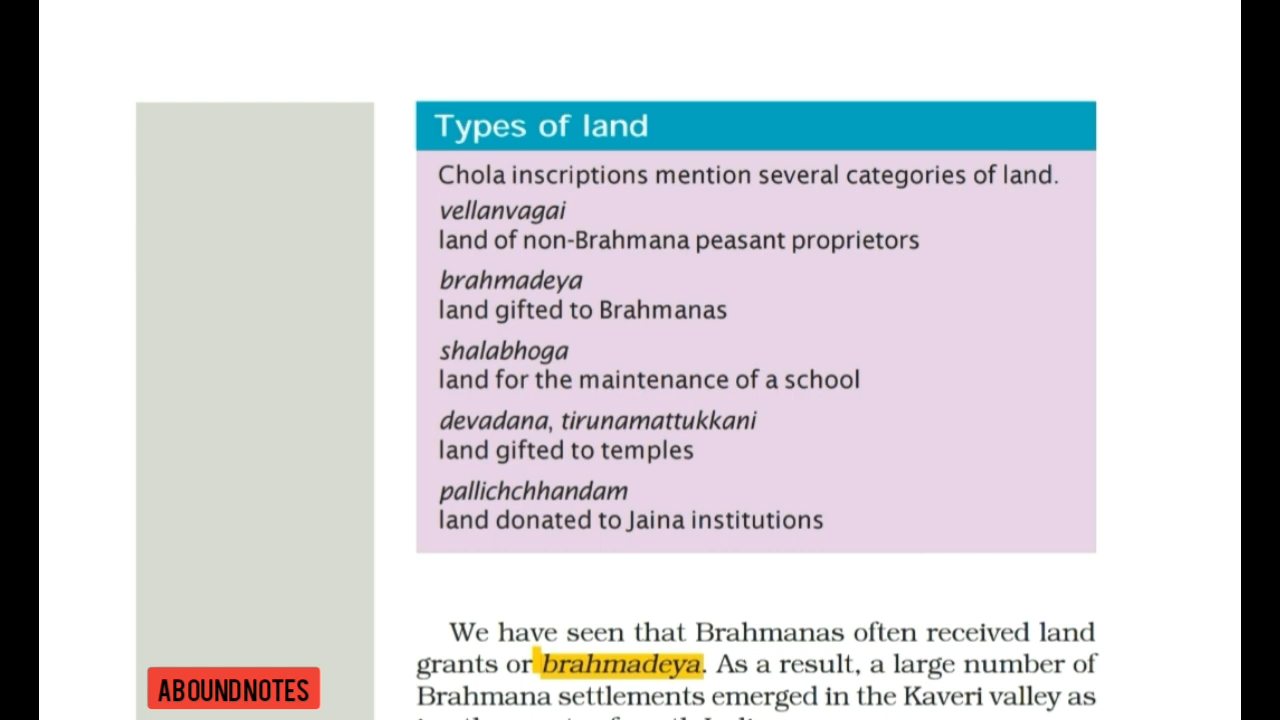 Types of land
Chola inscriptions mention several categories of land.
vellanvagai
land of non-Brahmana peasant proprietors
brahmadeya
land gifted to Brahmanas
shalabhoga
land for the maintenance of a school
devadana, tirunamattukkani
land gifted to temples
pallichchhandam
land donated to Jaina institutions
We have seen that Brahmanas often received land
grants or brahmadeya. As a result, a large number of
Brahmana settlements emerged in the Kaveri valley as
ABOUNDNOTES